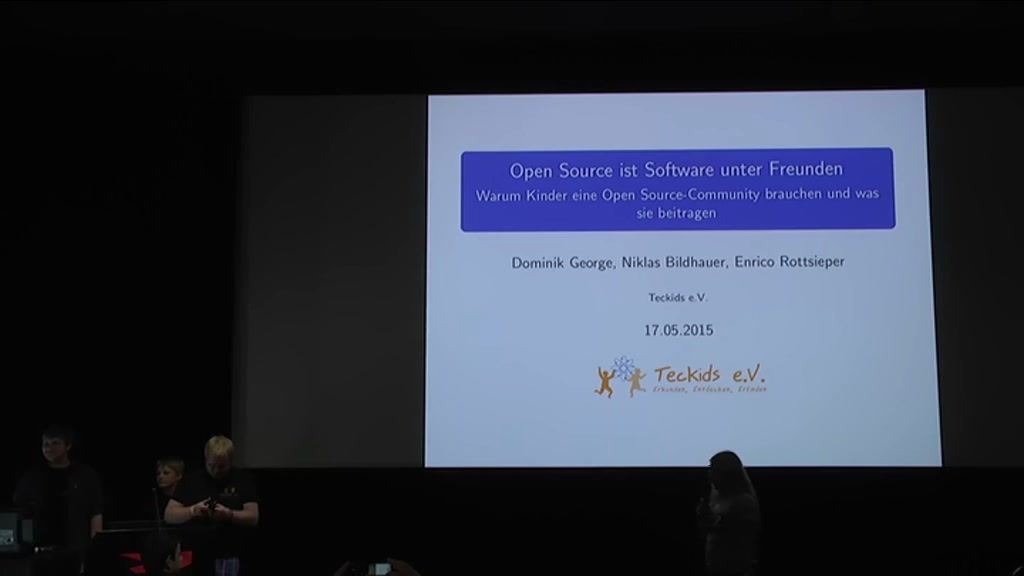 Open Source ist Software unter Freunden
Warum Kinder eine Open Source-Community brauchen und was
sie beitragen
Dominik George, Niklas Bildhauer, Enrico Rottsieper
Teckids e.V.
17.05.2015
Teckids e.V.
Erkunden, Entdecken, Erfinden